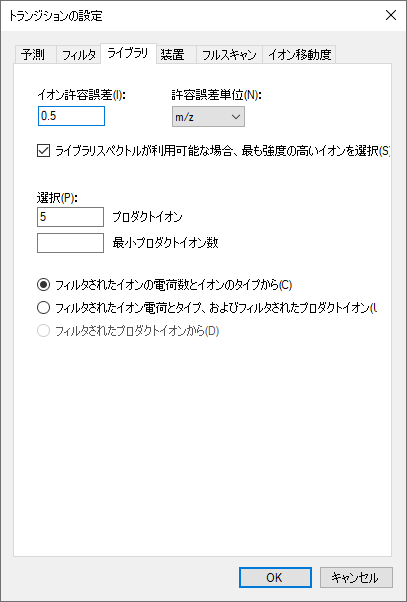 トランジションの設定
予測 フィルタ ライブラリ 装置 フルスキャン イオン移動度
イオン許容誤差(I): 許容誤差単位(N):
0.5 m/z
ライブラリスペクトルが利用可能な場合、最も強度の高いイオンを選択(S
選択(P):
5 プロダクトイオン
最小プロダクトイオン数
フィルタされたイオンの電荷数とイオンのタイプから(C)
フィルタされたイオン電荷とタイプ、およびフィルタされたプロダクトイオン(U
フィルタされたプロダクトイオンから(D)
OK キャンセル